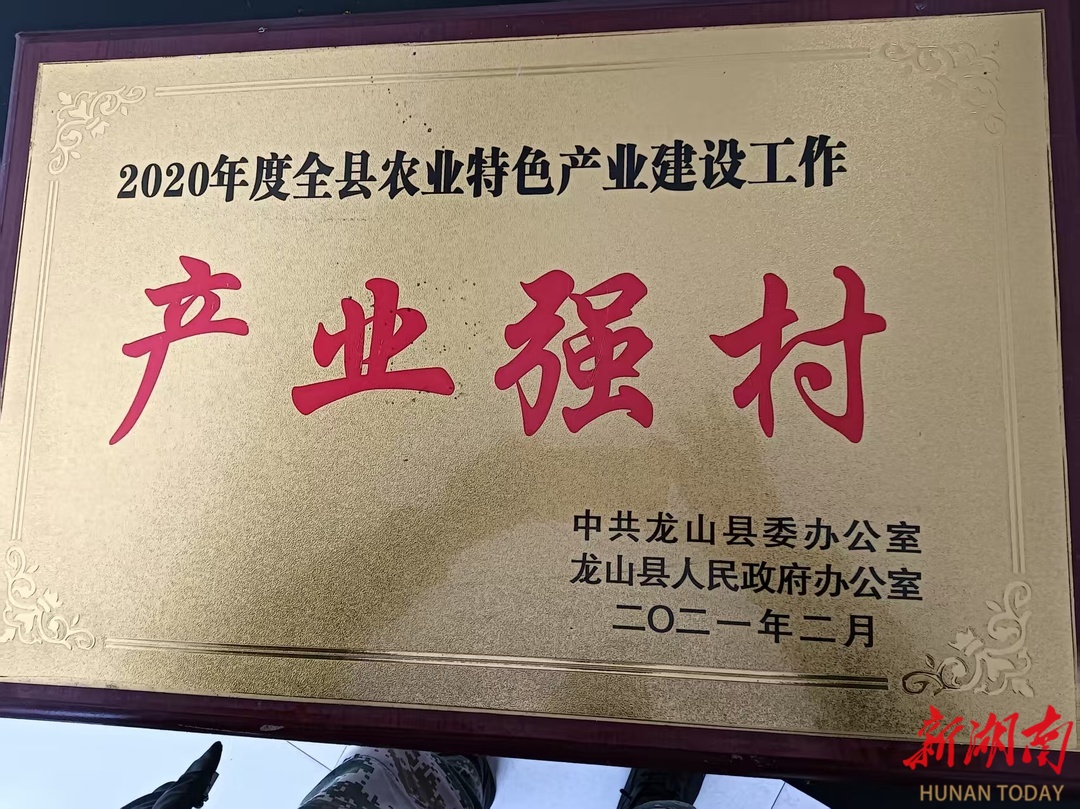 2020年度全县农业特色产业建设工作
产业强村
中共龙山县委办公室
龙山县人民政府办公室
二〇二一年二月
新湖南
HUNAN TODAY